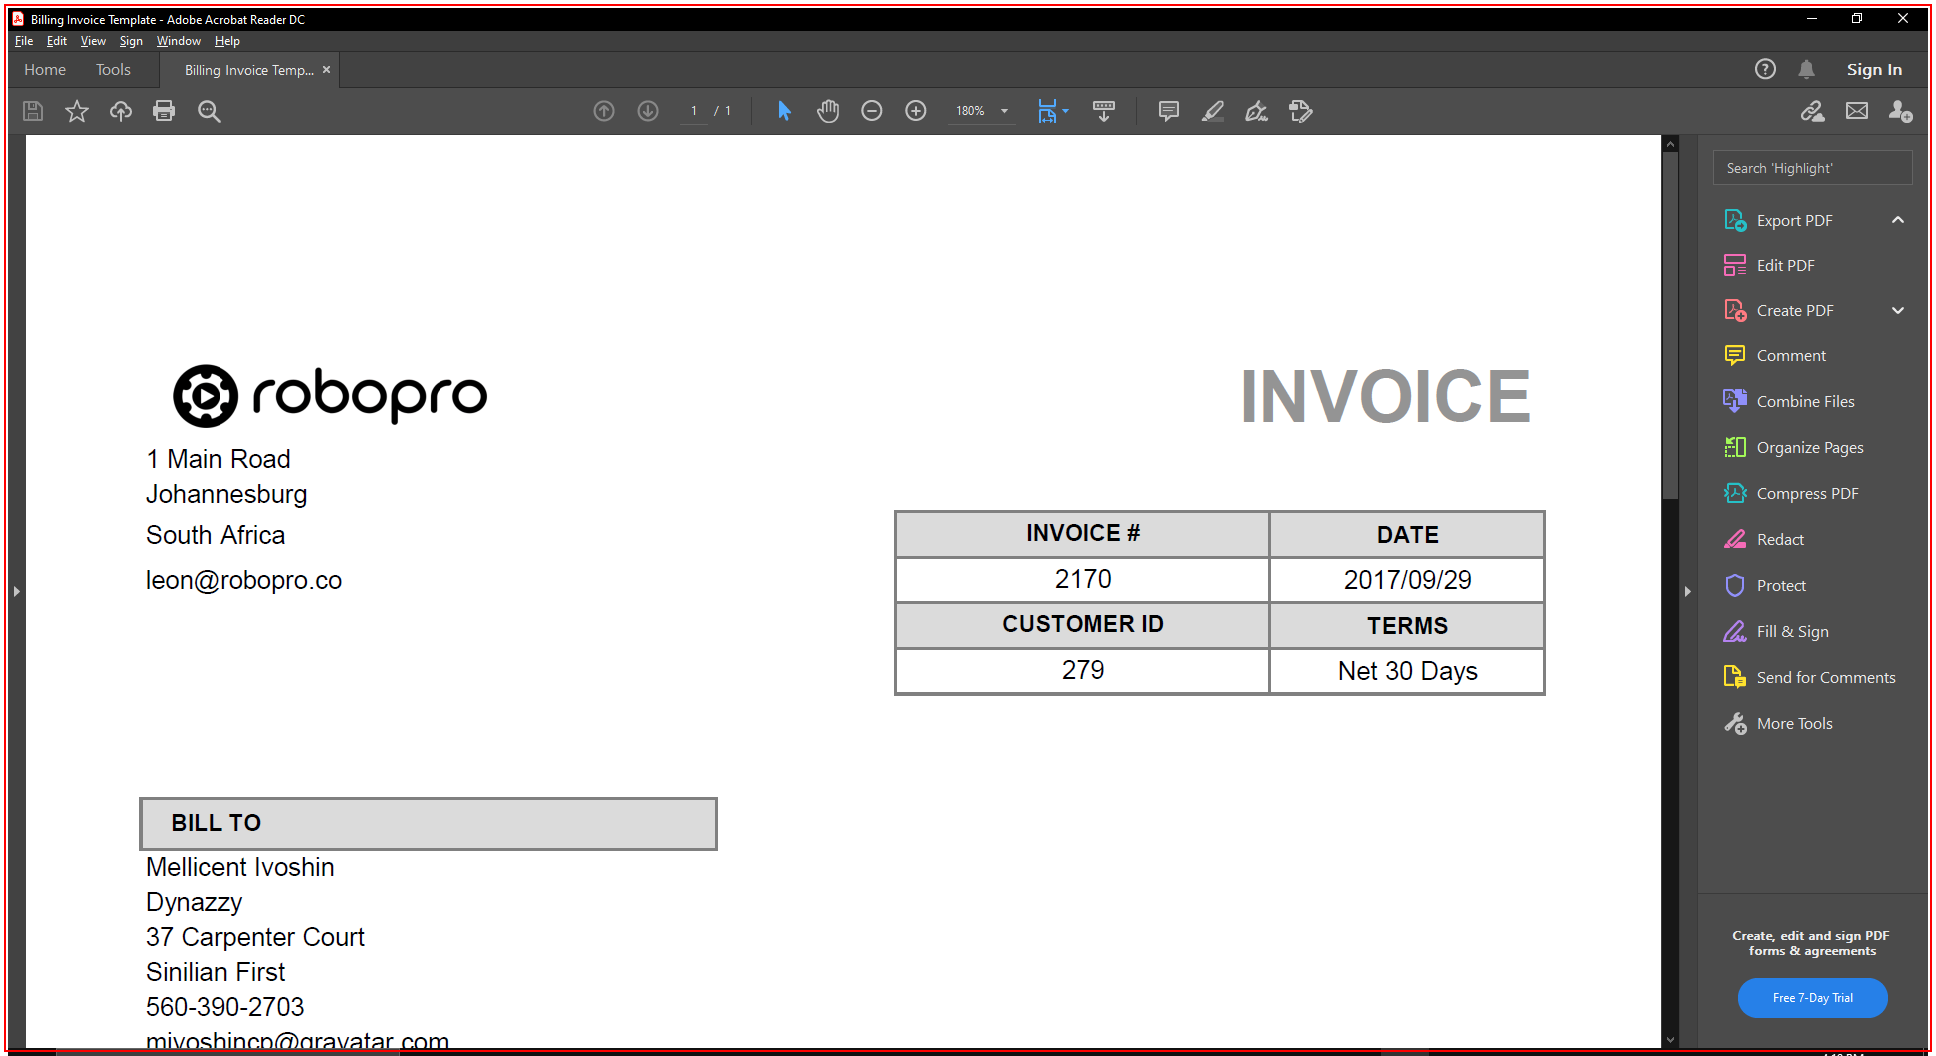 Billing Invoice Template - Adobe Acrobat Reader DC
File Edit View Sign Window Help
Home Tools Billing Invoice Temp... × Sign In
1 / 1 180%
Search 'Highlight'
Export PDF
Edit PDF
Create PDF
Comment
Combine Files
Organize Pages
Compress PDF
Redact
Protect
Fill & Sign
Send for Comments
More Tools
Create, edit and sign PDF
forms & agreements
Free 7-Day Trial
robopro
INVOICE
1 Main Road
Johannesburg
South Africa
leon@robopro.co
INVOICE # DATE
2170 2017/09/29
CUSTOMER ID TERMS
279 Net 30 Days
BILL TO
Mellicent Ivoshin
Dynazzy
37 Carpenter Court
Sinilian First
560-390-2703
mivoshincp@gravatar.com